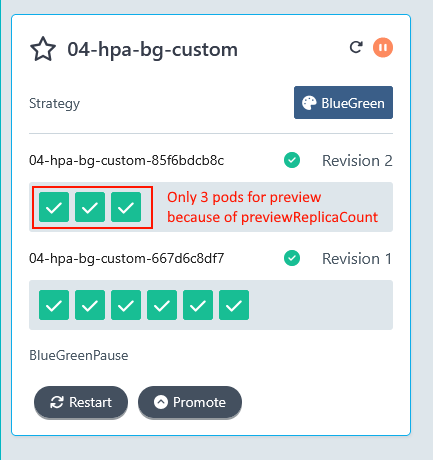 04-hpa-bg-custom
Strategy
BlueGreen
04-hpa-bg-custom-85f6bdcb8c
Revision 2
Only 3 pods for preview
because of previewReplicaCount
04-hpa-bg-custom-667d6c8df7
Revision 1
BlueGreenPause
Restart
Promote